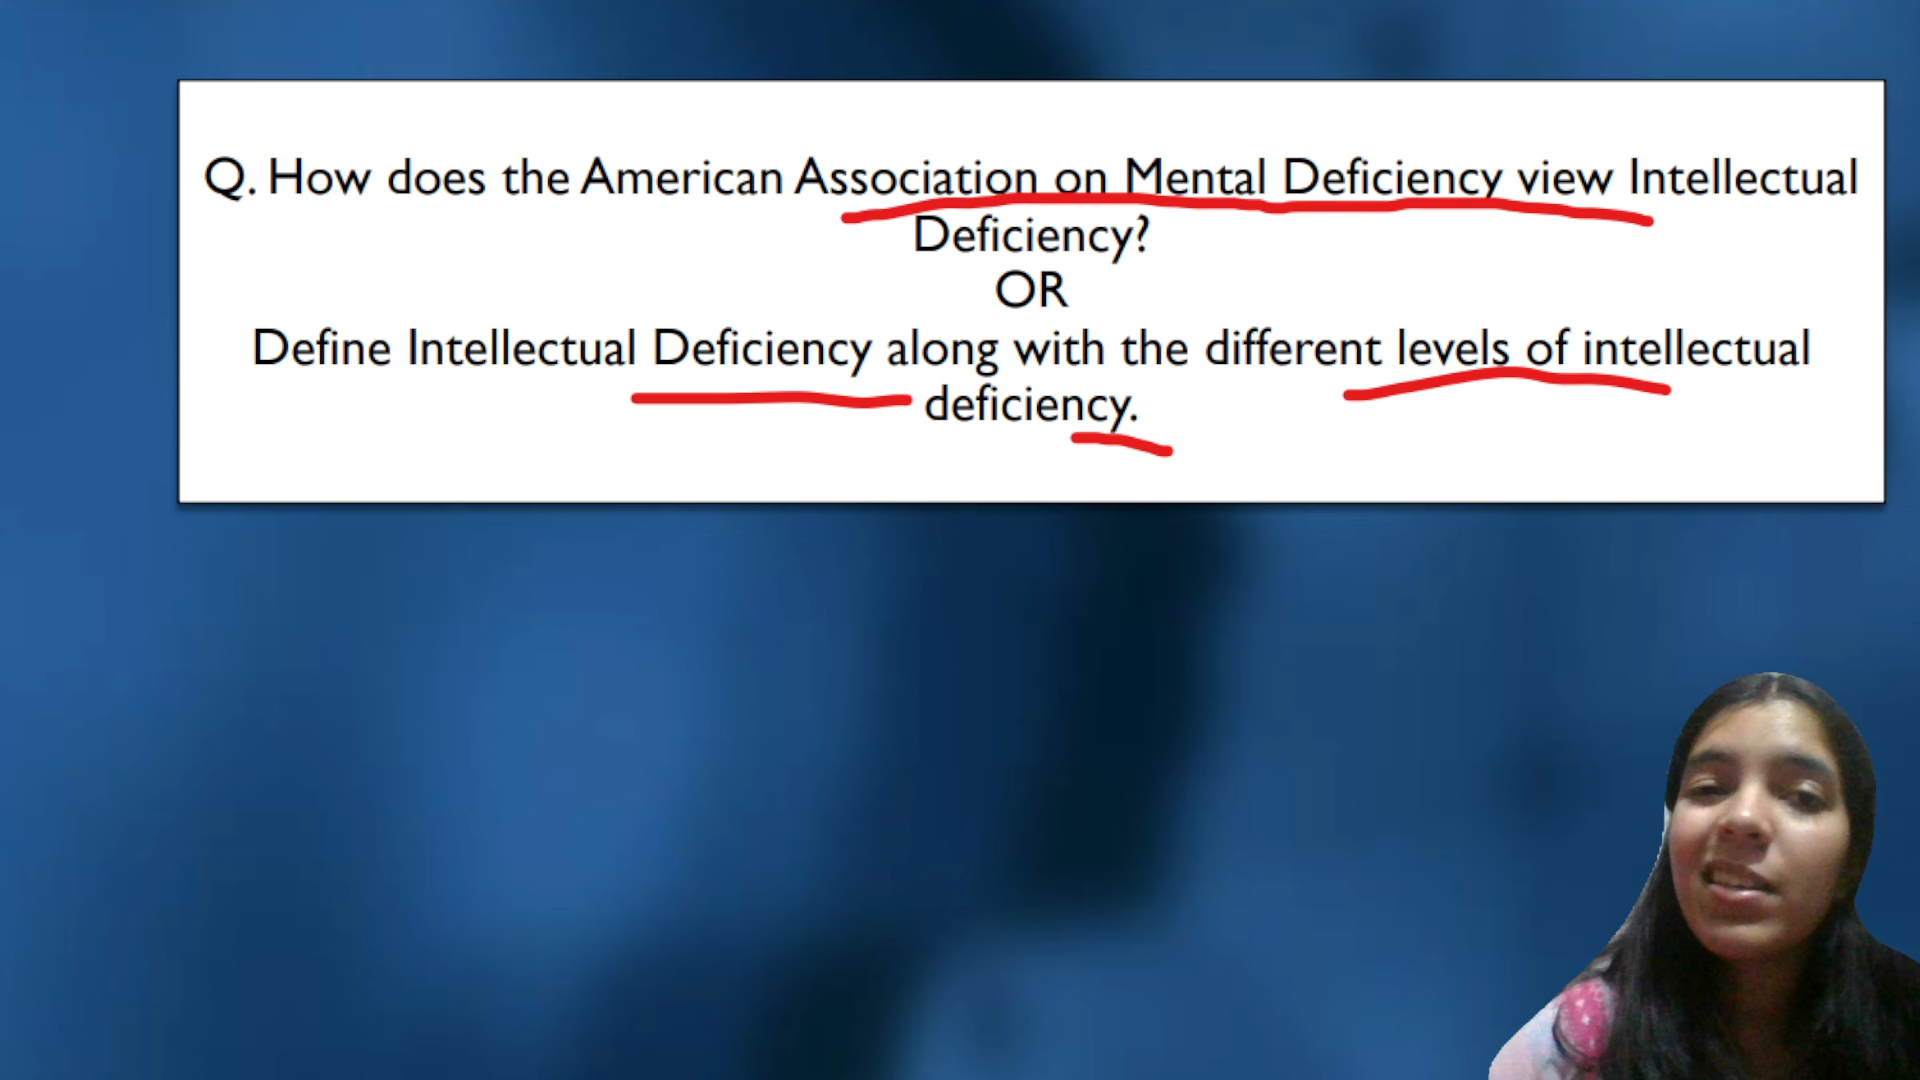 Q. How does the American Association on Mental Deficiency view Intellectual
Deficiency?
OR
Define Intellectual Deficiency along with the different levels of intellectual
deficiency.